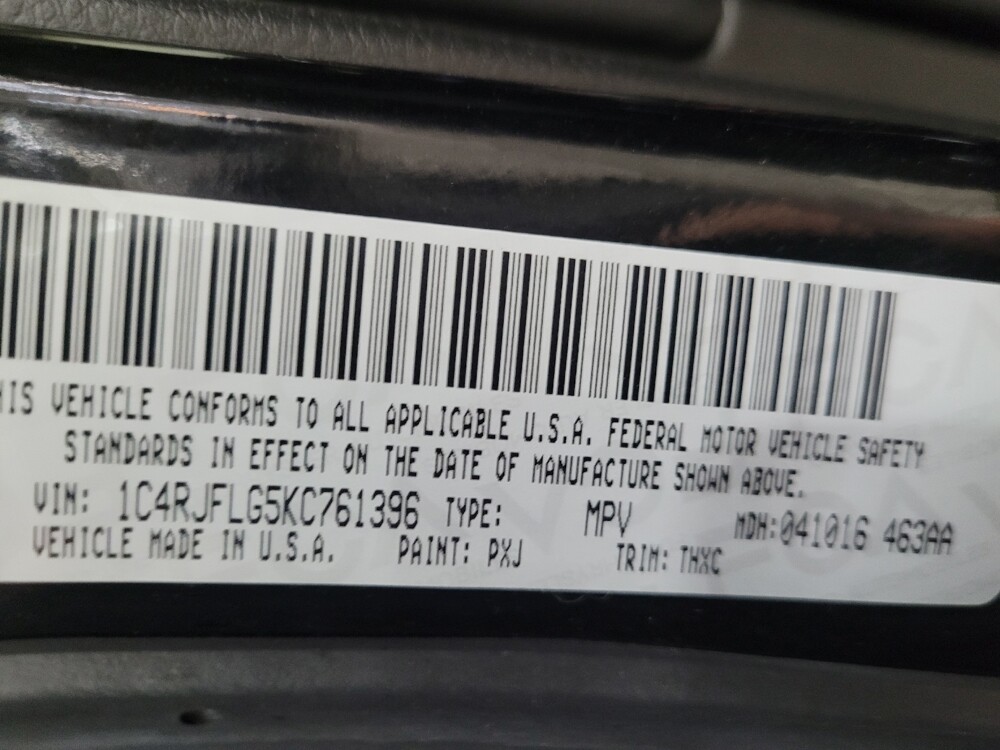 HIS VEHICLE CONFORMS TO ALL APPLICABLE U.S.A. FEDERAL MOTOR VEHICLE SAFETY
STANDARDS IN EFFECT ON THE DATE OF MANUFACTURE SHOWN ABOVE.
VIN: 1C4RJFLG5KC761396 TYPE: MPV MDH:041016 463AA
VEHICLE MADE IN U.S.A. PAINT: PXJ TRIM: THXC